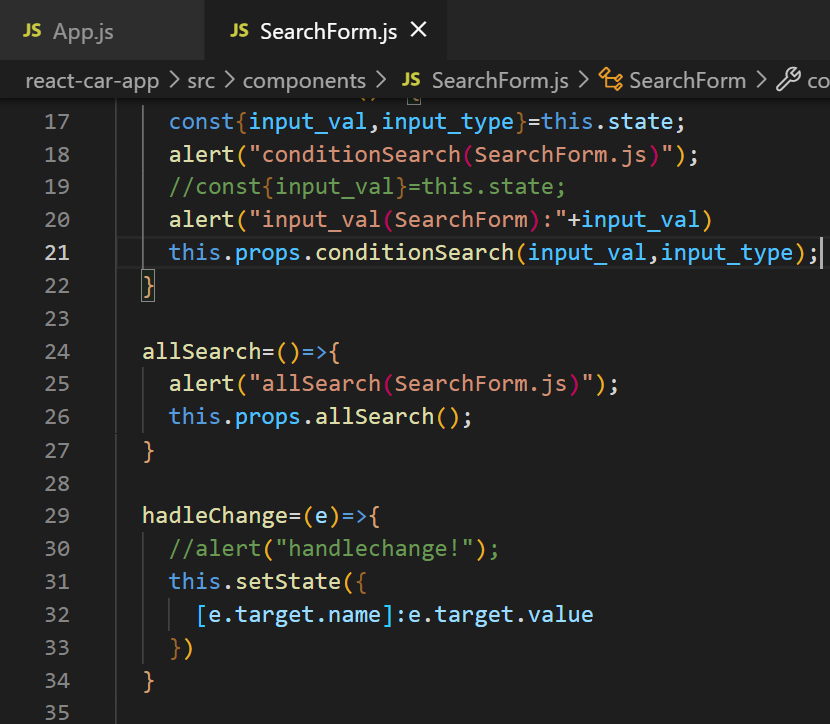 JS App.js JS SearchForm.js ×
react-car-app > src > components > JS SearchForm.js > SearchForm > co
17 const{input_val,input_type}=this.state;
18 alert("conditionSearch(SearchForm.js)");
19 //const{input_val}=this.state;
20 alert("input_val(SearchForm):"+input_val)
21 this.props.conditionSearch(input_val,input_type);
22 }
23
24 allSearch=()=>{
25 alert("allSearch(SearchForm.js)");
26 this.props.allSearch();
27 }
28
29 hadleChange=(e)=>{
30 //alert("handlechange!");
31 this.setState({
32 [e.target.name]:e.target.value
33 })
34 }
35